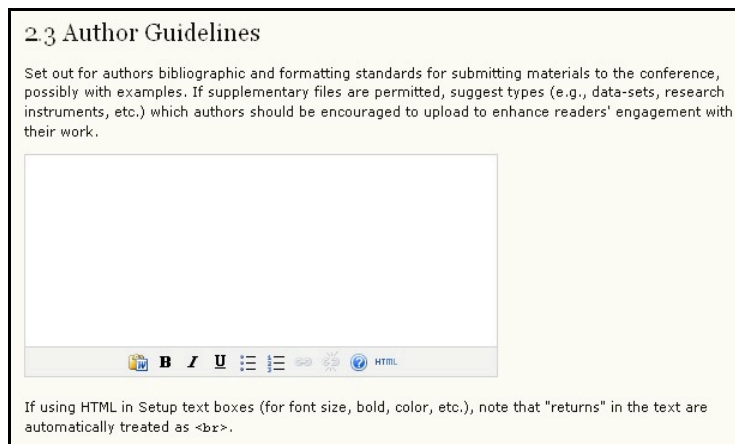 2.3 Author Guidelines
Set out for authors bibliographic and formatting standards for submitting materials to the conference,
possibly with examples. If supplementary files are permitted, suggest types (e.g., data-sets, research
instruments, etc.) which authors should be encouraged to upload to enhance readers' engagement with
their work.
B I U HTML
If using HTML in Setup text boxes (for font size, bold, color, etc.), note that "returns" in the text are
automatically treated as <br>.